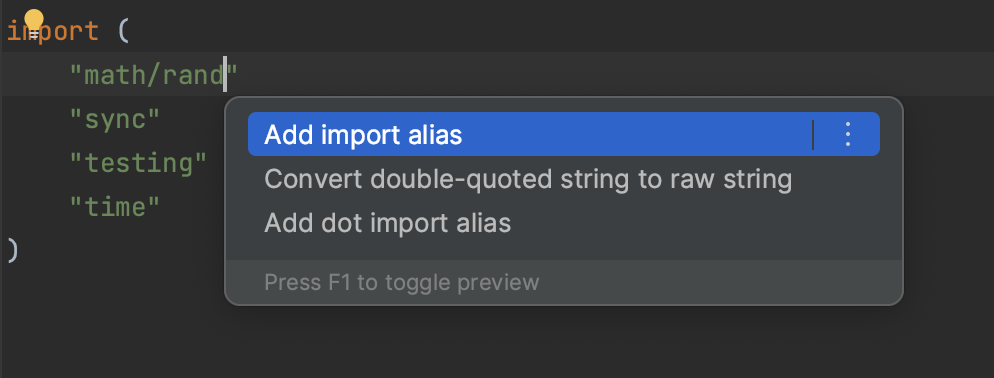 import (
"math/rand"
Add import alias
"sync"
Convert double-quoted string to raw string
"testing"
Add dot import alias
"time"
)
Press F1 to toggle preview